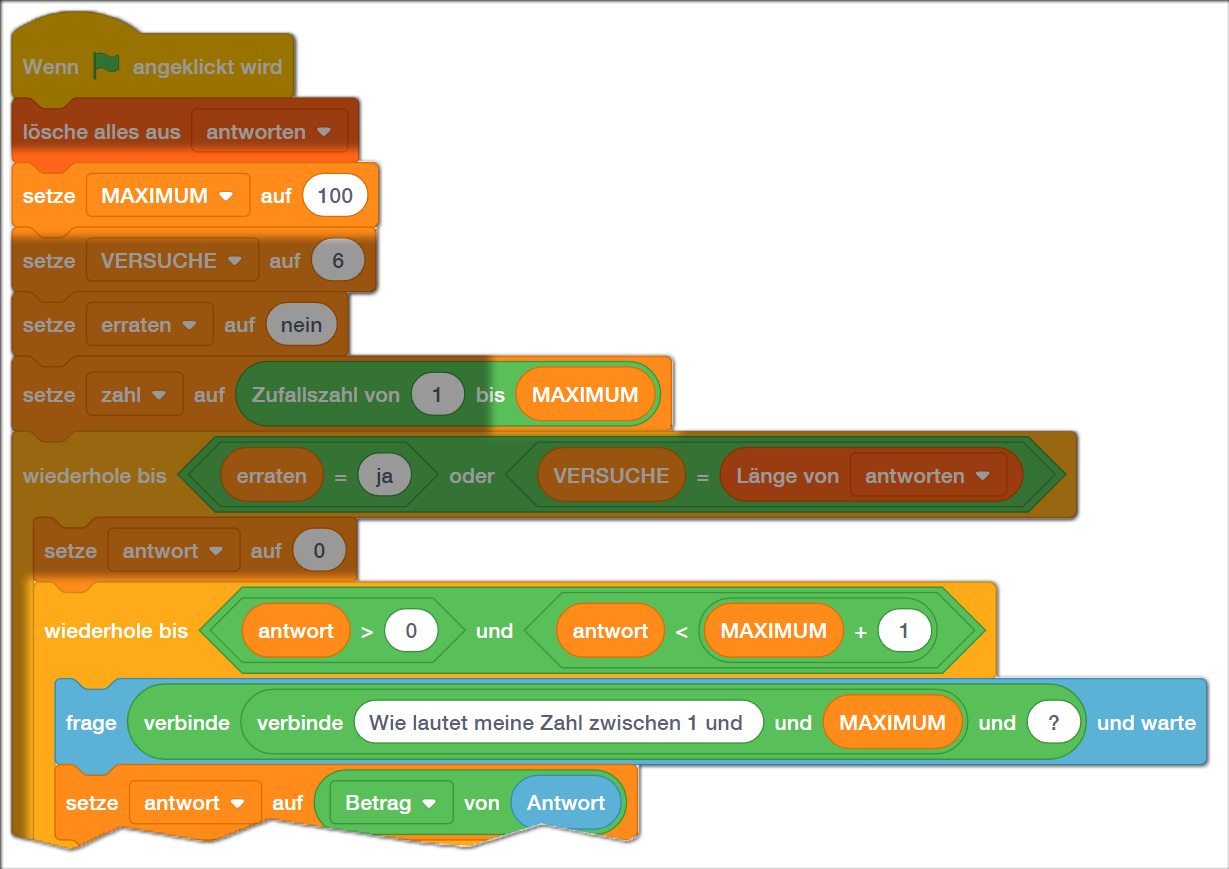 Wenn angeklickt wird
lösche alles aus antworten
setze MAXIMUM auf 100
setze VERSUCHE auf 6
setze erraten auf nein
setze zahl auf Zufallszahl von 1 bis MAXIMUM
wiederhole bis erraten = ja oder VERSUCHE = Länge von antworten
setze antwort auf 0
wiederhole bis antwort > 0 und antwort < MAXIMUM + 1
frage verbinde verbinde Wie lautet meine Zahl zwischen 1 und und MAXIMUM und ? und warte
setze antwort auf Betrag von Antwort